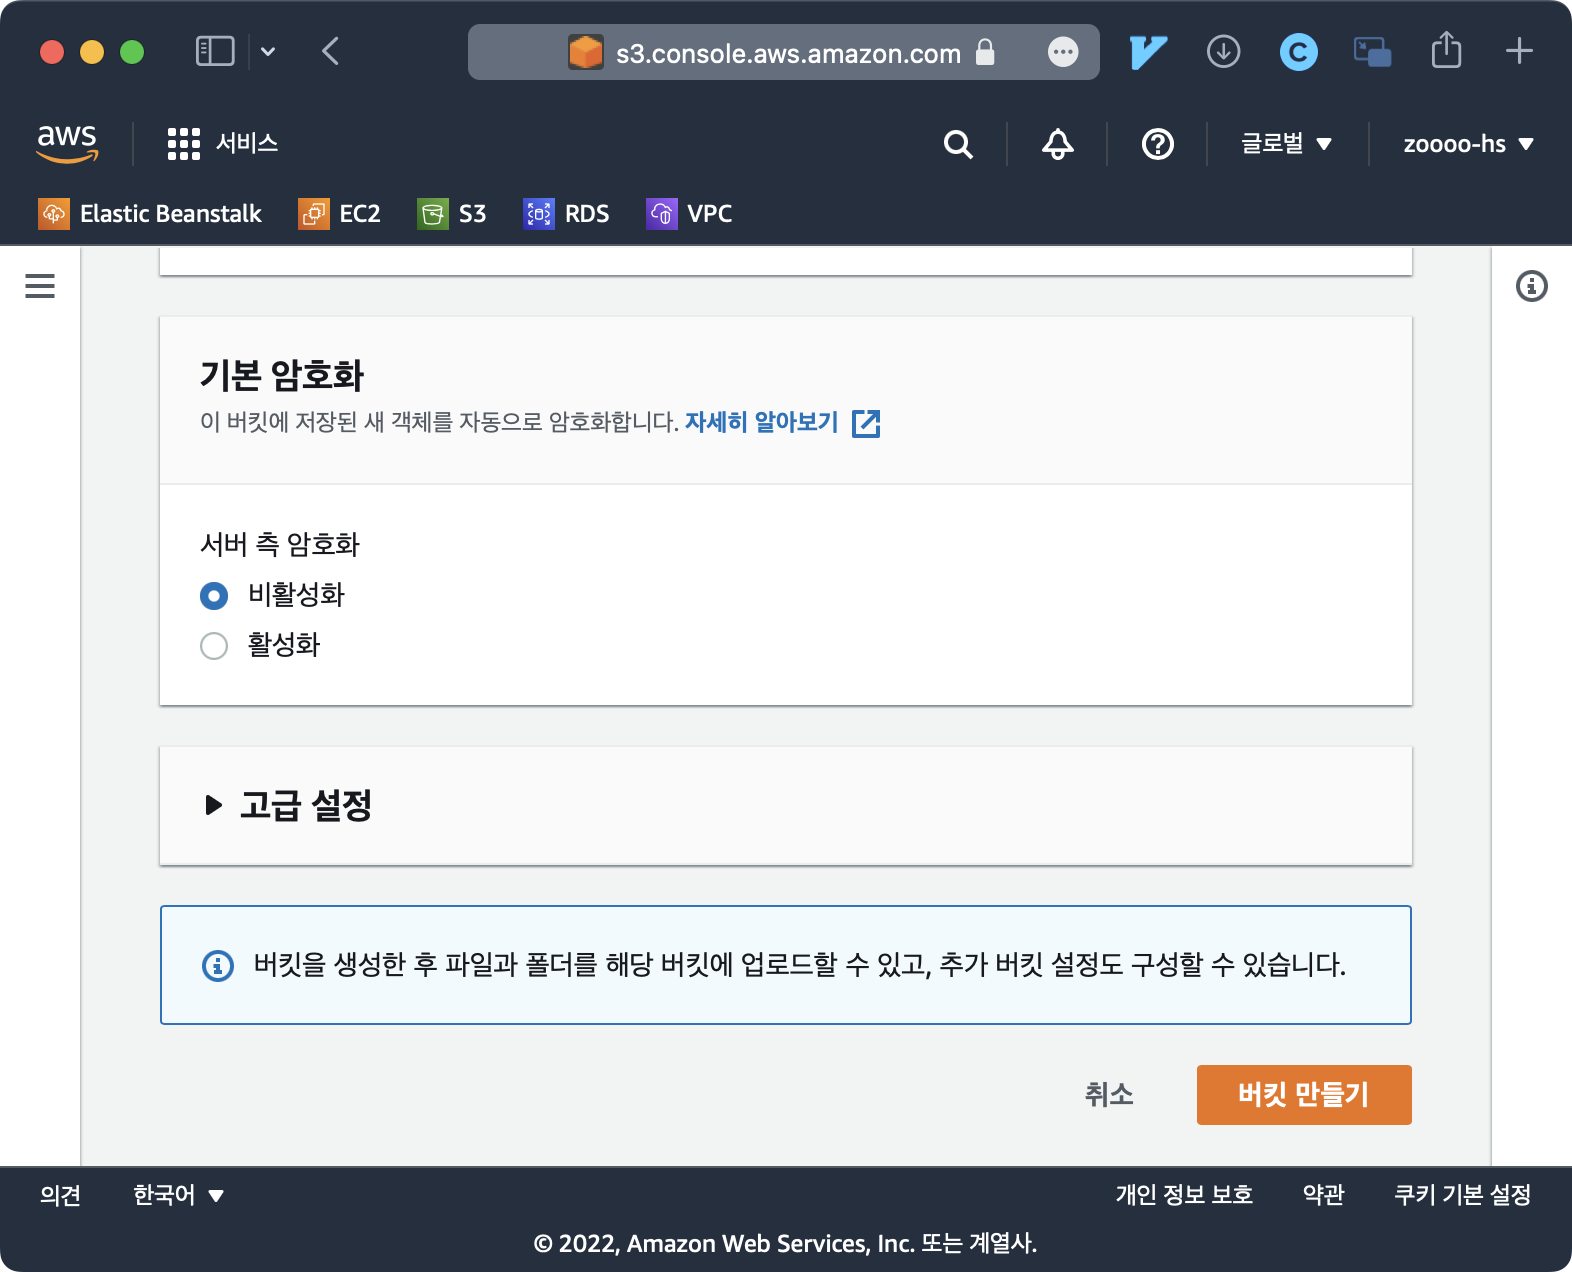 s3.console.aws.amazon.com
aws 서비스 글로벌 ▼ zoooo-hs ▼
Elastic Beanstalk EC2 S3 RDS VPC
기본 암호화
이 버킷에 저장된 새 객체를 자동으로 암호화합니다. 자세히 알아보기
서버 측 암호화
비활성화
활성화
고급 설정
버킷을 생성한 후 파일과 폴더를 해당 버킷에 업로드할 수 있고, 추가 버킷 설정도 구성할 수 있습니다.
취소 버킷 만들기
의견 한국어 ▼ 개인 정보 보호 약관 쿠키 기본 설정
© 2022, Amazon Web Services, Inc. 또는 계열사.